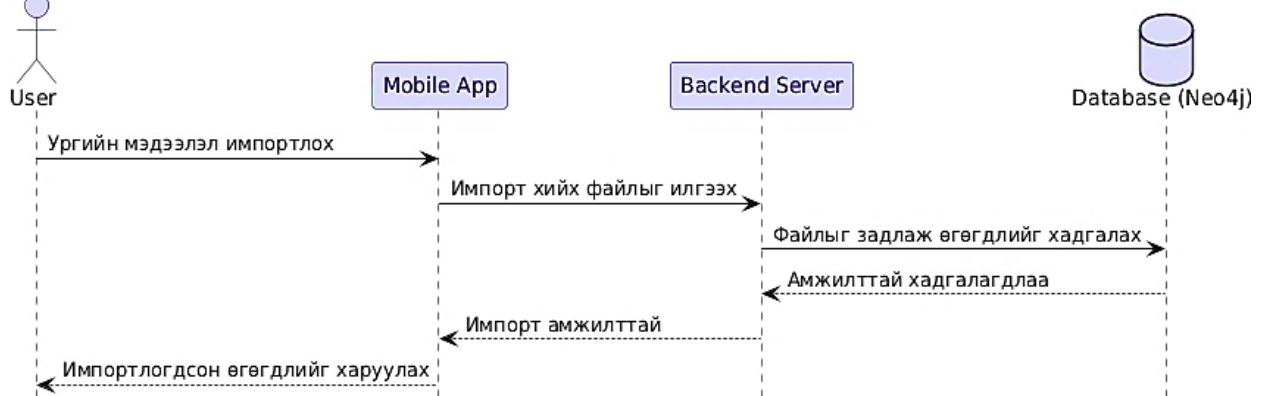 User
Mobile App
Backend Server
Database (Neo4j)
Ургийн мэдээлэл импортлох
Импорт хийх файлыг илгээх
Файлыг задлаж өгөгдлийг хадгалах
Амжилттай хадгалагдлаа
Импорт амжилттай
Импортлогдсон өгөгдлийг харуулах